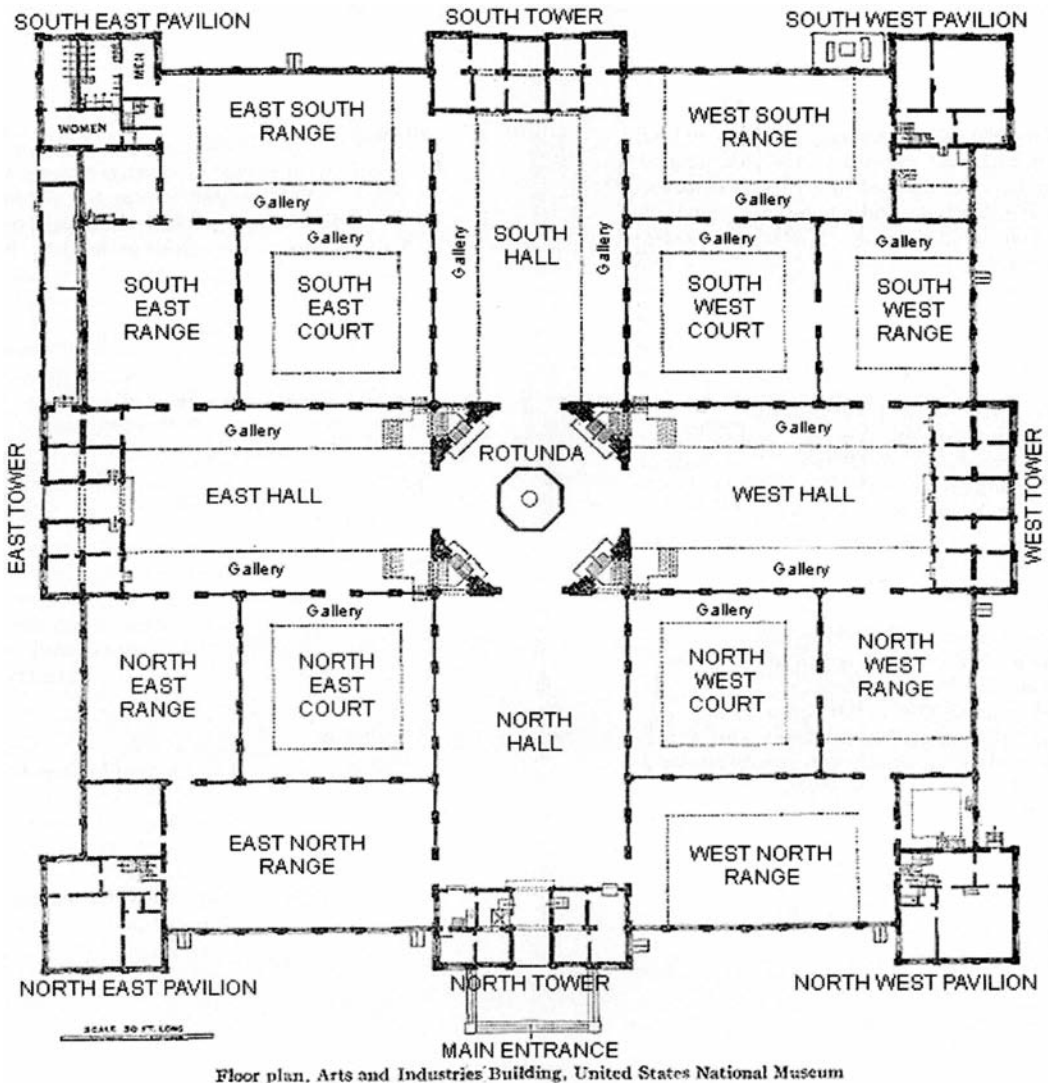 SOUTH EAST PAVILION
SOUTH TOWER
SOUTH WEST PAVILION
MEN
WOMEN
EAST SOUTH
RANGE
Gallery
WEST SOUTH
RANGE
Gallery
Gallery
SOUTH
HALL
Gallery
SOUTH
EAST
RANGE
Gallery
SOUTH
EAST
COURT
Gallery
SOUTH
WEST
COURT
Gallery
SOUTH
WEST
RANGE
EAST TOWER
Gallery
EAST HALL
Gallery
ROTUNDA
Gallery
WEST HALL
Gallery
WEST TOWER
NORTH
EAST
RANGE
Gallery
NORTH
EAST
COURT
NORTH
HALL
Gallery
NORTH
WEST
COURT
NORTH
WEST
RANGE
EAST NORTH
RANGE
WEST NORTH
RANGE
NORTH EAST PAVILION
NORTH TOWER
NORTH WEST PAVILION
SCALE 50 FT. LONG
MAIN ENTRANCE
Floor plan, Arts and Industries Building, United States National Museum